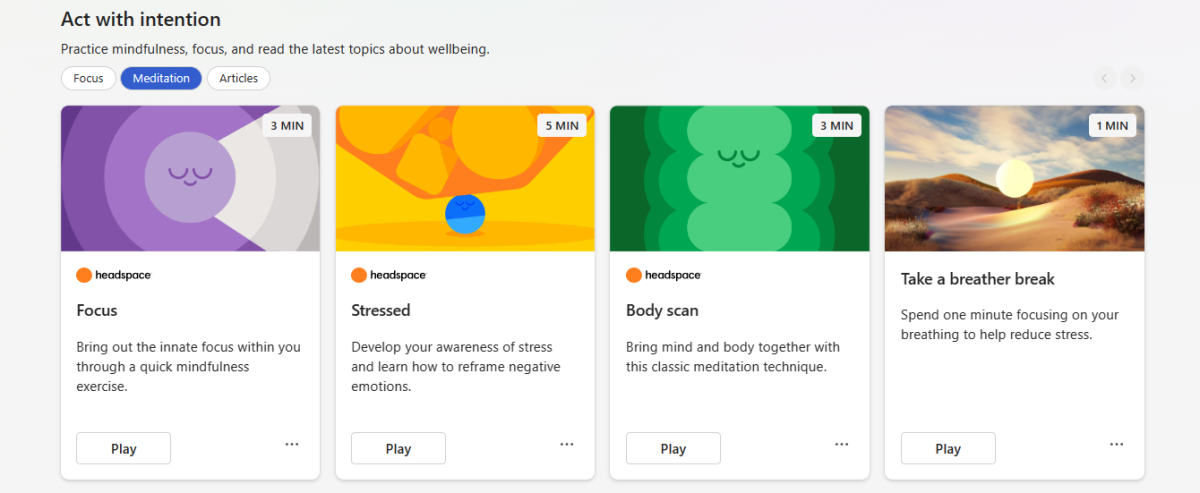 Act with intention
Practice mindfulness, focus, and read the latest topics about wellbeing.
Focus
Meditation
Articles
3 MIN
5 MIN
3 MIN
1 MIN
headspace
Focus
Bring out the innate focus within you
through a quick mindfulness
exercise.
Play
headspace
Stressed
Develop your awareness of stress
and learn how to reframe negative
emotions.
Play
headspace
Body scan
Bring mind and body together with
this classic meditation technique.
Play
Take a breather break
Spend one minute focusing on your
breathing to help reduce stress.
Play